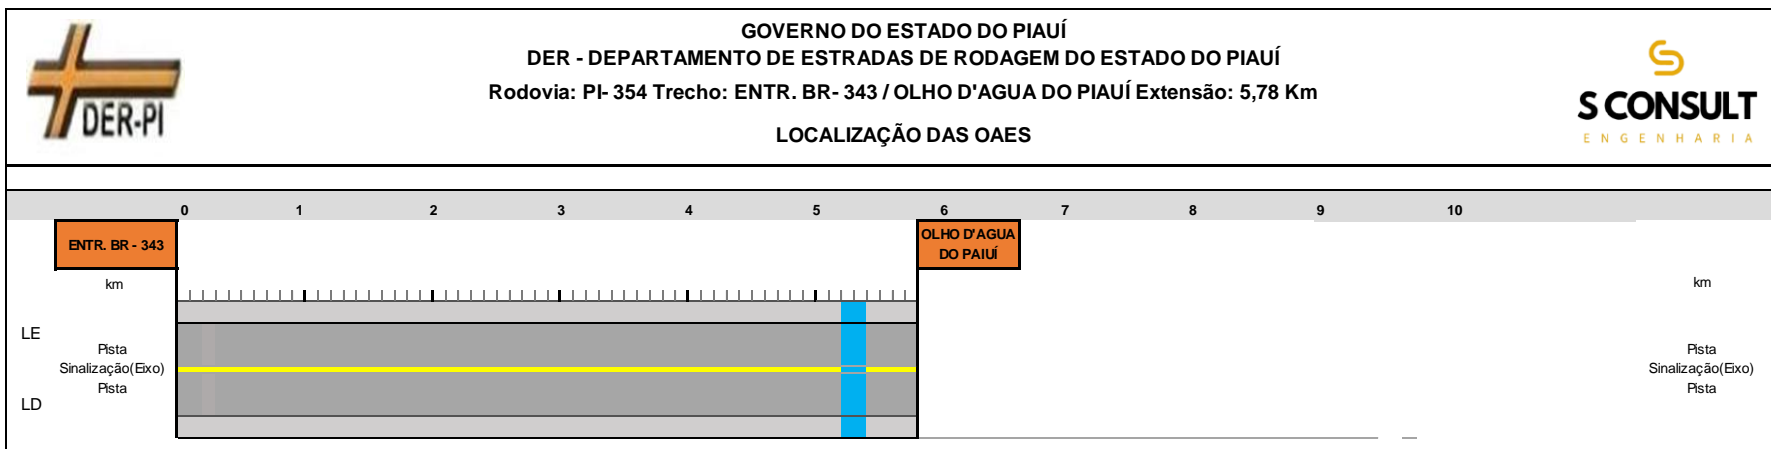 GOVERNO DO ESTADO DO PIAUÍ
DER - DEPARTAMENTO DE ESTRADAS DE RODAGEM DO ESTADO DO PIAUÍ
Rodovia: PI- 354 Trecho: ENTR. BR- 343 / OLHO D'AGUA DO PIAUÍ Extensão: 5,78 Km
LOCALIZAÇÃO DAS OAES
DER-PI
S CONSULT
ENGENHARIA
0 1 2 3 4 5 6 7 8 9 10
ENTR. BR - 343
OLHO D'AGUA
DO PAIUÍ
km
km
LE
Pista
Sinalização(Eixo)
Pista
LD
Pista
Sinalização(Eixo)
Pista